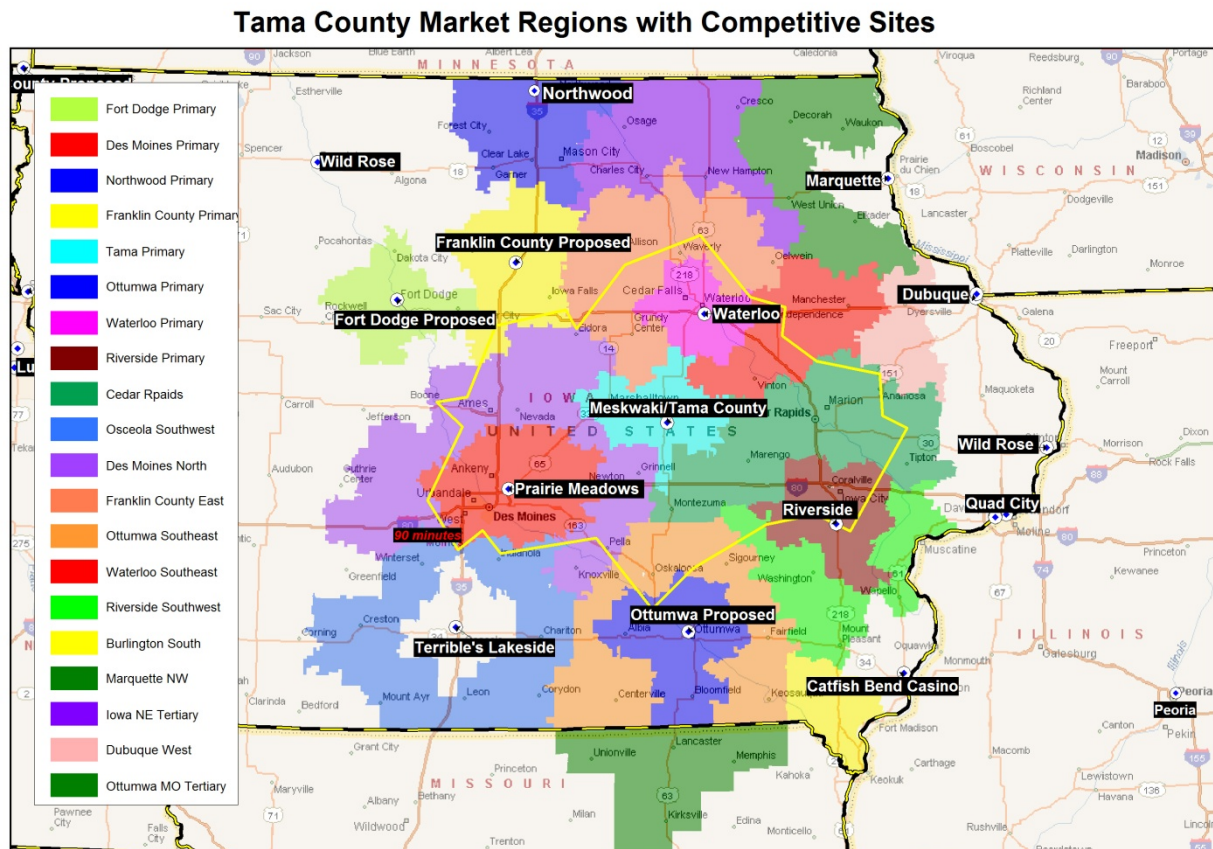 Tama County Market Regions with Competitive Sites
ounty Proposed
Fort Dodge Primary
Des Moines Primary
Northwood Primary
Franklin County Primary
Tama Primary
Ottumwa Primary
Waterloo Primary
Riverside Primary
Cedar Rpaids
Osceola Southwest
Des Moines North
Franklin County East
Ottumwa Southeast
Waterloo Southeast
Riverside Southwest
Burlington South
Marquette NW
Iowa NE Tertiary
Dubuque West
Ottumwa MO Tertiary
Jackson
Blue Earth
Albert Lea
Caledonia
Viroqua
Reedsburg
Portage
MINNESOTA
Baraboo
Estherville
Northwood
Cresco
Richland Center
Forest City
Osage
Decorah
Waukon
Boscobel
Spencer
Wild Rose
Algona
Clear Lake
Mason City
Garner
Charles City
New Hampton
Prairie du Chien
Madison
WISCONSIN
Marquette
Dodgeville
West Union
Elkader
Lancaster
Pocahontas
Dakota City
Franklin County Proposed
Allison
Waverly
Oelwein
Mississippi
Platteville
Darlington
Monroe
Rockwell
Fort Dodge
Iowa Falls
Cedar Falls
Waterloo
Manchester
Dubuque
Sac City
Fort Dodge Proposed
Eldora
Grundy Center
Waterloo
Independence
Dyersville
Galena
Freeport
Lu
Vinton
Anamosa
Maquoketa
Mount Carroll
Carroll
Jefferson
Boone
Ames
Nevada
IOWA
Marshalltown
Meskwaki/Tama County
r Rapids
Marion
UNITED STATES
Wild Rose
Clinton
Morrison
Dixon
Rock Falls
Audubon
Guthrie Center
Ankeny
Newton
Grinnell
Marengo
Tipton
Urbandale
Prairie Meadows
Montezuma
Coralville
Iowa City
Riverside
Quad City
Moline
West
Des Moines
90 minutes
Muscatine
Princeton
Kewanee
Winterset
Indianola
Pella
Knoxville
Oskaloosa
Sigourney
Washington
Wapello
Greenfield
Ottumwa Proposed
Creston
Corning
Terrible's Lakeside
Chariton
Albia
Ottumwa
Fairfield
Mount Pleasant
Oquawka
Monmouth
Galesburg
ILLINOIS
Illinois
Catfish Bend Casino
Peoria
Peoria
Pekin
Clarinda
Bedford
Mount Ayr
Leon
Corydon
Centerville
Bloomfield
Keosauqua
Fort Madison
Canton
Grant City
Unionville
Lancaster
Memphis
Kahoka
Keokuk
Carthage
Macomb
Lewistown
Havana
MISSOURI
Princeton
Maryville
Albany
Bethany
Milan
Kirksville
Edina
Monticello
Rushville
Lincoln
Pawnee City
Falls City
Wildwood
Trenton